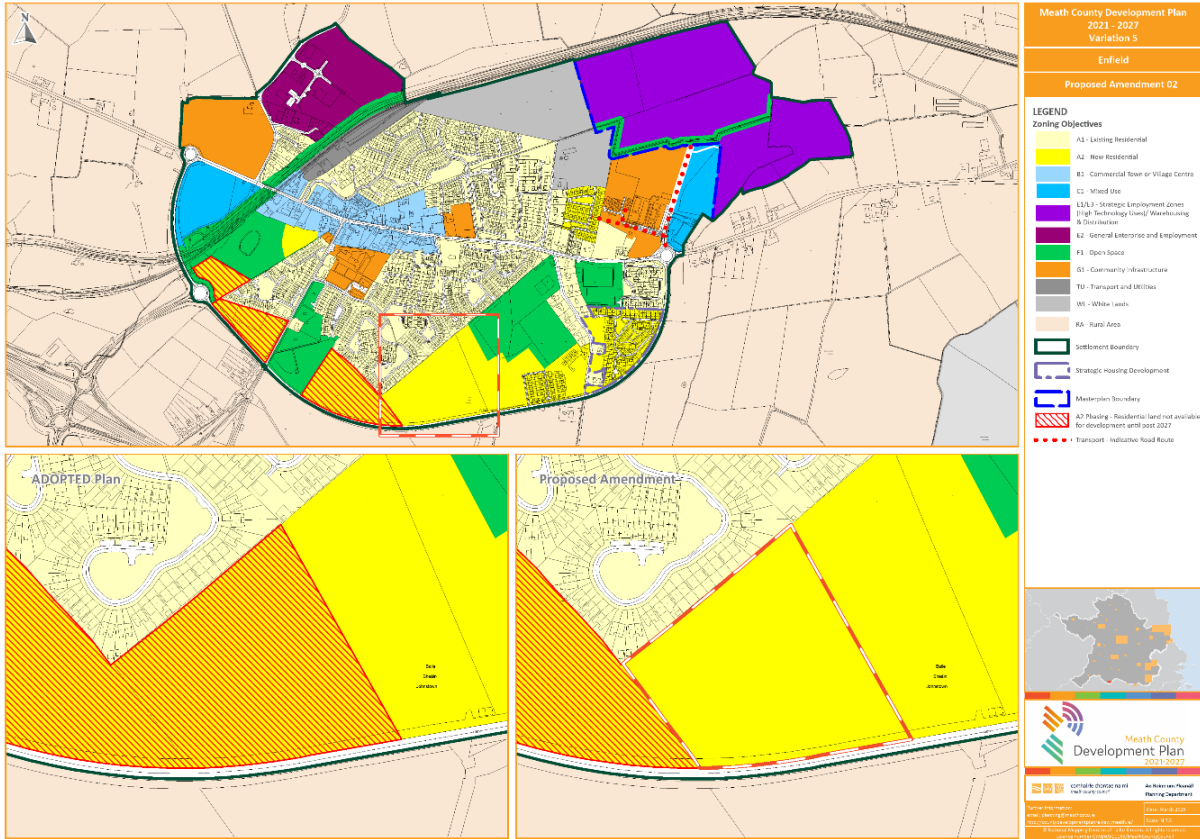 N
Meath County Development Plan
2021 - 2027
Variation 5
Enfield
Proposed Amendment 02
LEGEND
Zoning Objectives
A1 - Existing Residential
A2 - New Residential
B1 - Commercial Town or Village Centre
C1 - Mixed Use
E1/E3 - Strategic Employment Zones
(High Technology Uses)/ Warehousing
& Distribution
E2 - General Enterprise and Employment
F1 - Open Space
G1 - Community Infrastructure
TU - Transport and Utilities
WL - White Lands
RA - Rural Area
Settlement Boundary
Strategic Housing Development
Masterplan Boundary
A2 Phasing - Residential land not available
for development until post 2027
Transport - Indicative Road Route
ADOPTED Plan
Johnstown
Proposed Amendment
Johnstown
Meath County
Development Plan
2021-2027
comhairle chontae na mí
meath county council
Planning Department
Further Information: